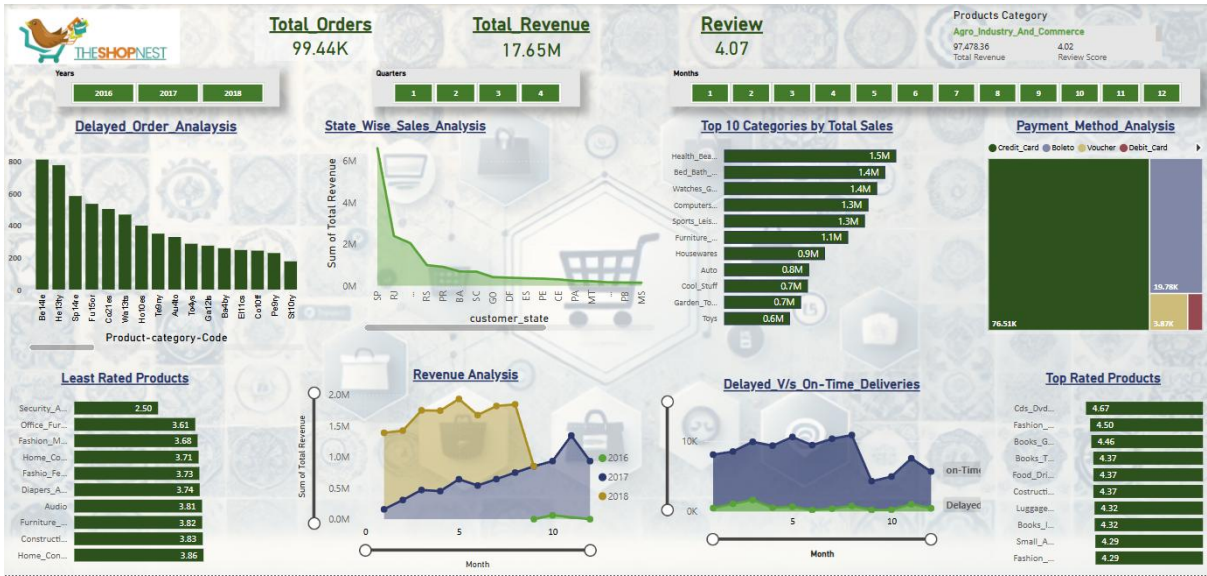 THESHOPNEST
Total_Orders
99.44K
Total_Revenue
17.65M
Review
4.07
Products Category
Agro_Industry_And_Commerce
97,478.36
4.02
Total Revenue
Review Score
Years
2016 2017 2018
Quarters
1 2 3 4
Months
1 2 3 4 5 6 7 8 9 10 11 12
Delayed_Order_Analaysis
800
600
400
200
0
Be14le
He13ty
Sp14re
Fu15or
Co21es
Wa13ts
Ho10es
Te9ny
Au4to
To4ys
Ga12ls
Ba4by
El11cs
Co10ff
Pe9ry
St10ry
Product-category-Code
State_Wise_Sales_Analysis
Sum of Total Revenue
6M
4M
2M
0M
SP
RJ
...
RS
PR
BA
SC
GO
DF
ES
PE
CE
PA
MT
...
PB
MS
customer_state
Top 10 Categories by Total Sales
Health_Bea... 1.5M
Bed_Bath_... 1.4M
Watches_G... 1.4M
Computers... 1.3M
Sports_Leis... 1.3M
Furniture_... 1.1M
Housewares 0.9M
Auto 0.8M
Cool_Stuff 0.7M
Garden_To... 0.7M
Toys 0.6M
Payment_Method_Analysis
Credit_Card Boleto Voucher Debit_Card
76.51K
19.78K
3.87K
Least Rated Products
Security_A... 2.50
Office_Fur... 3.61
Fashion_M... 3.68
Home_Co... 3.71
Fashio_Fe... 3.73
Diapers_A... 3.74
Audio 3.81
Furniture_... 3.82
Constructi... 3.83
Home_Con... 3.86
Revenue Analysis
Sum of Total Revenue
2.0M
1.5M
1.0M
0.5M
0.0M
0 5 10
Month
2016
2017
2018
Delayed_V/s_On-Time_Deliveries
10K
0K
5 10
Month
on-Time
Delayed
Top Rated Products
Cds_Dvd... 4.67
Fashion_... 4.50
Books_G... 4.46
Books_T... 4.37
Food_Dri... 4.37
Costructi... 4.37
Luggage... 4.32
Books_I... 4.32
Small_A... 4.29
Fashion_... 4.29